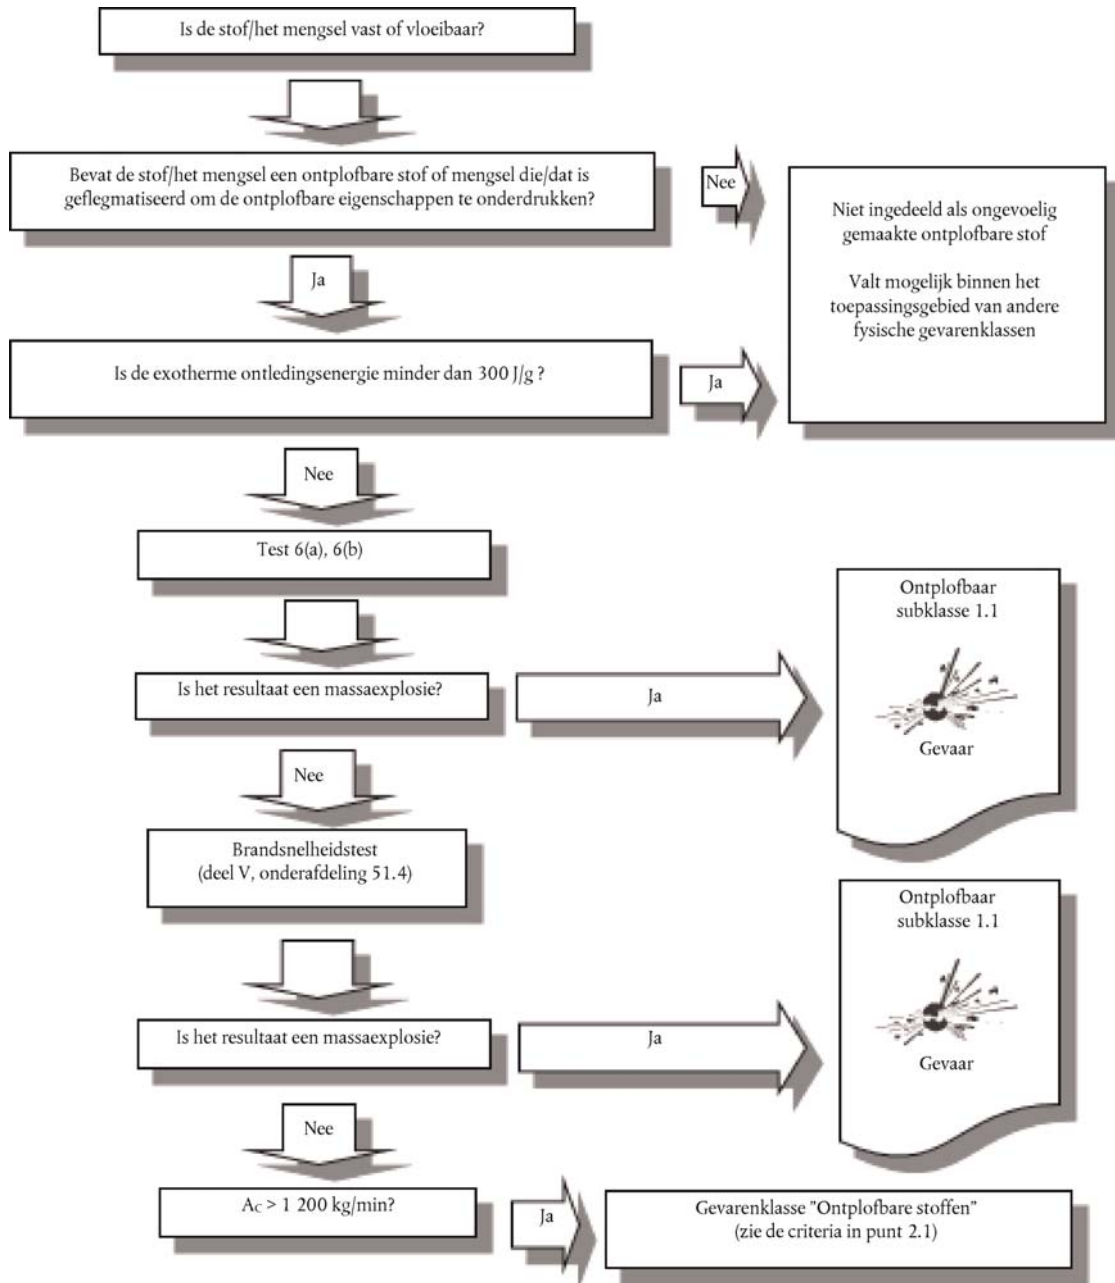 Is de stof/het mengsel vast of vloeibaar?
Bevat de stof/het mengsel een ontplofbare stof of mengsel die/dat is
geflegmatiseerd om de ontplofbare eigenschappen te onderdrukken?
Nee
Niet ingedeeld als ongevoelig
gemaakte ontplofbare stof
Valt mogelijk binnen het
toepassingsgebied van andere
fysische gevarenklassen
Ja
Is de exotherme ontledingsenergie minder dan 300 J/g ?
Ja
Nee
Test 6(a), 6(b)
Ontplofbaar
subklasse 1.1
Gevaar
Is het resultaat een massaexplosie?
Ja
Nee
Brandsnelheidstest
(deel V, onderafdeling 51.4)
Ontplofbaar
subklasse 1.1
Gevaar
Is het resultaat een massaexplosie?
Ja
Nee
Ac > 1 200 kg/min?
Ja
Gevarenklasse "Ontplofbare stoffen"
(zie de criteria in punt 2.1)